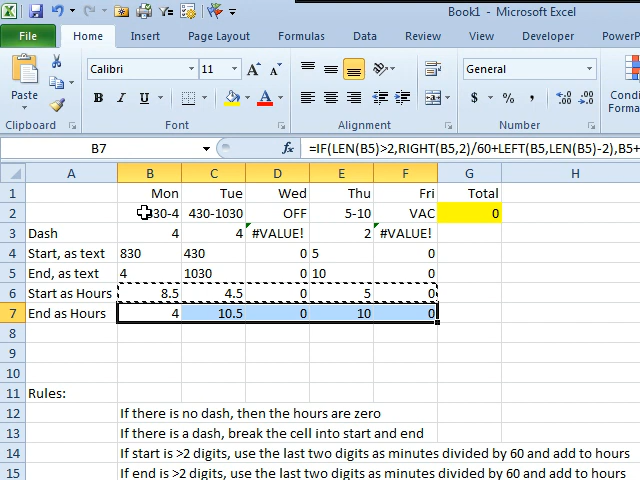 Book1 - Microsoft Excel
File Home Insert Page Layout Formulas Data Review View Developer
Paste Calibri 11 A A General
B I U A $ % ,
Clipboard Font Alignment Number
B7 fx =IF(LEN(B5)>2,RIGHT(B5,2)/60+LEFT(B5,LEN(B5)-2),B5+
A B C D E F G H
1 Mon Tue Wed Thu Fri Total
2 430-1030 OFF 5-10 VAC 0
3 Dash 4 4 #VALUE! 2 #VALUE!
4 Start, as text 830 430 0 5 0
5 End, as text 4 1030 0 10 0
6 Start as Hours 8.5 4.5 0 5 0
7 End as Hours 4 10.5 0 10 0
8
9
10
11 Rules:
12 If there is no dash, then the hours are zero
13 If there is a dash, break the cell into start and end
14 If start is >2 digits, use the last two digits as minutes divided by 60 and add to hours
15 If end is >2 digits, use the last two digits as minutes divided by 60 and add to hours